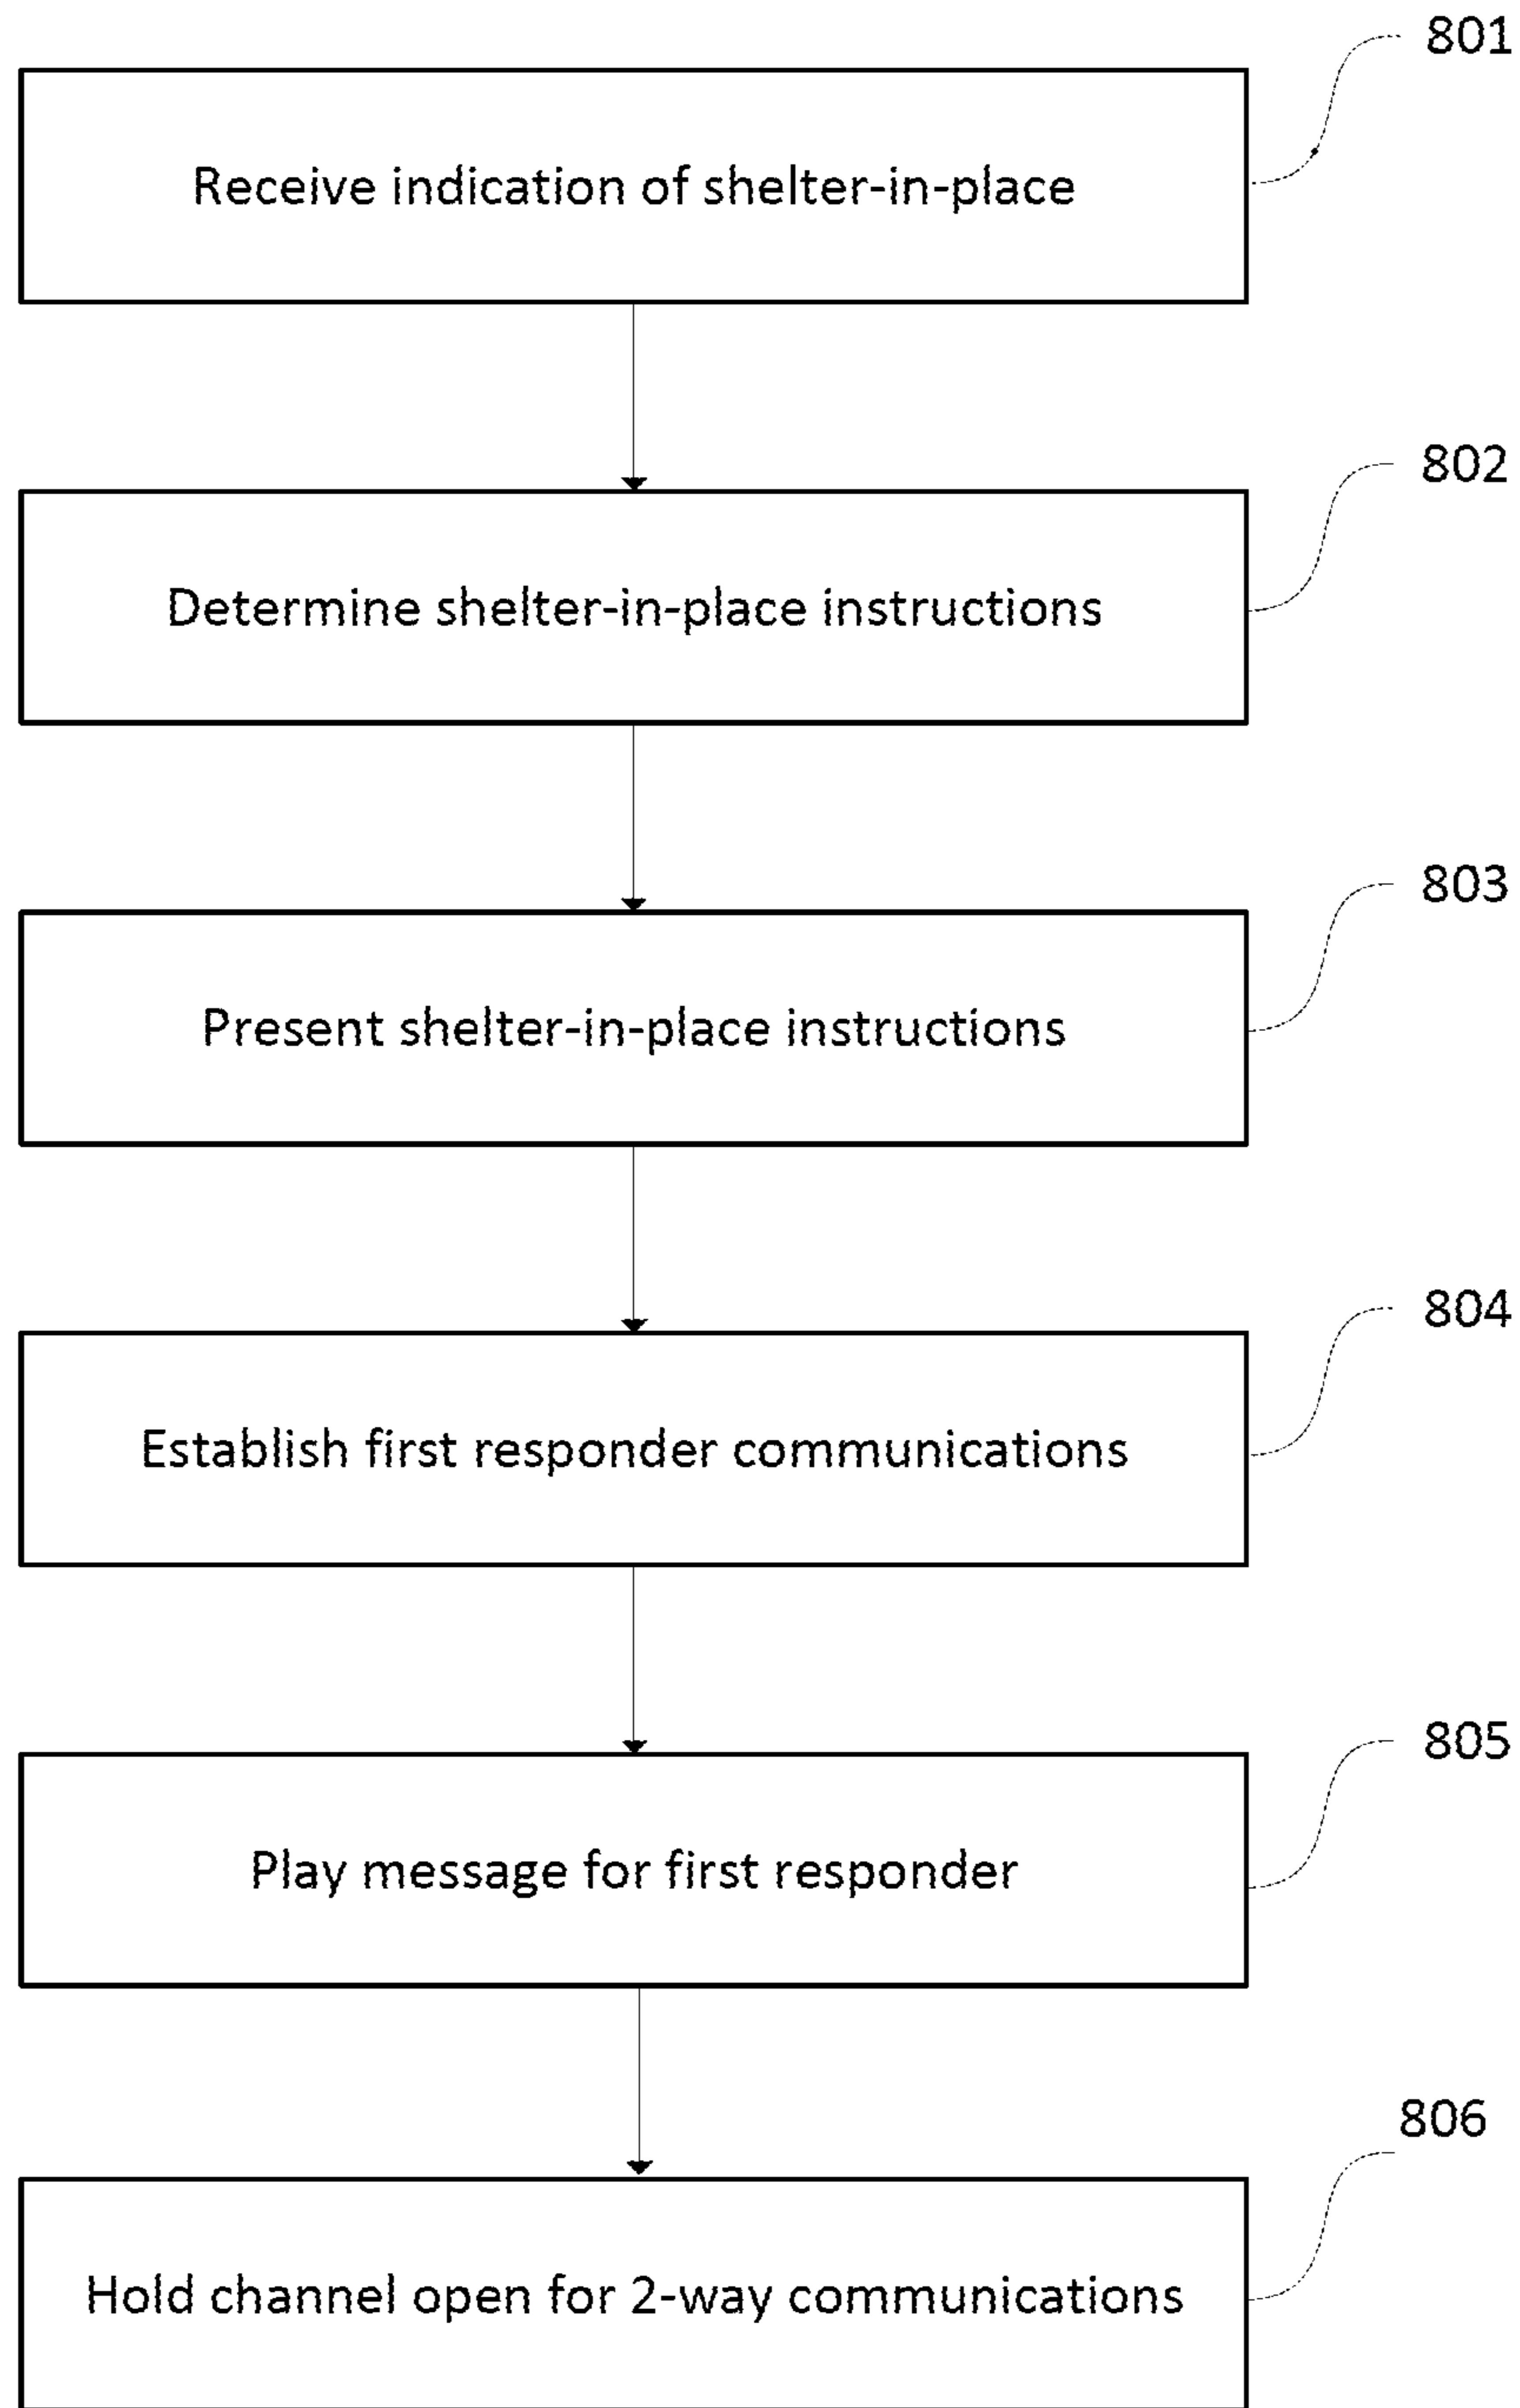 801
Receive indication of shelter-in-place
802
Determine shelter-in-place instructions
803
Present shelter-in-place instructions
804
Establish first responder communications
805
Play message for first responder
806
Hold channel open for 2-way communications